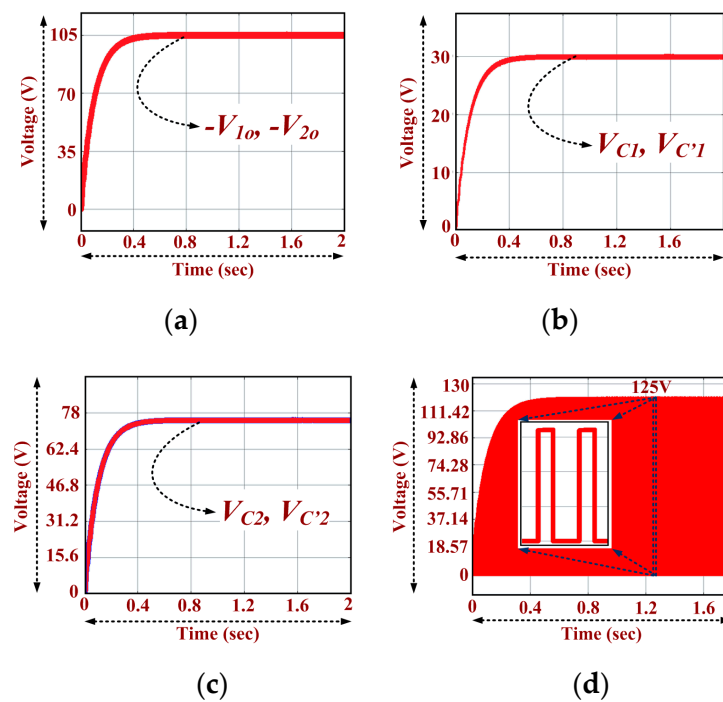 Voltage (V)
105
70
35
0
-V1o, -V2o
0 0.4 0.8 1.2 1.6 2
Time (sec)
(a)
Voltage (V)
30
20
10
0
VC1, VC'1
0 0.4 0.8 1.2 1.6
Time (sec)
(b)
Voltage (V)
78
62.4
46.8
31.2
15.6
0
VC2, VC'2
0 0.4 0.8 1.2 1.6 2
Time (sec)
(c)
Voltage (V)
130
111.42
92.86
74.28
55.71
37.14
18.57
0
125V
0 0.4 0.8 1.2 1.6
Time (sec)
(d)